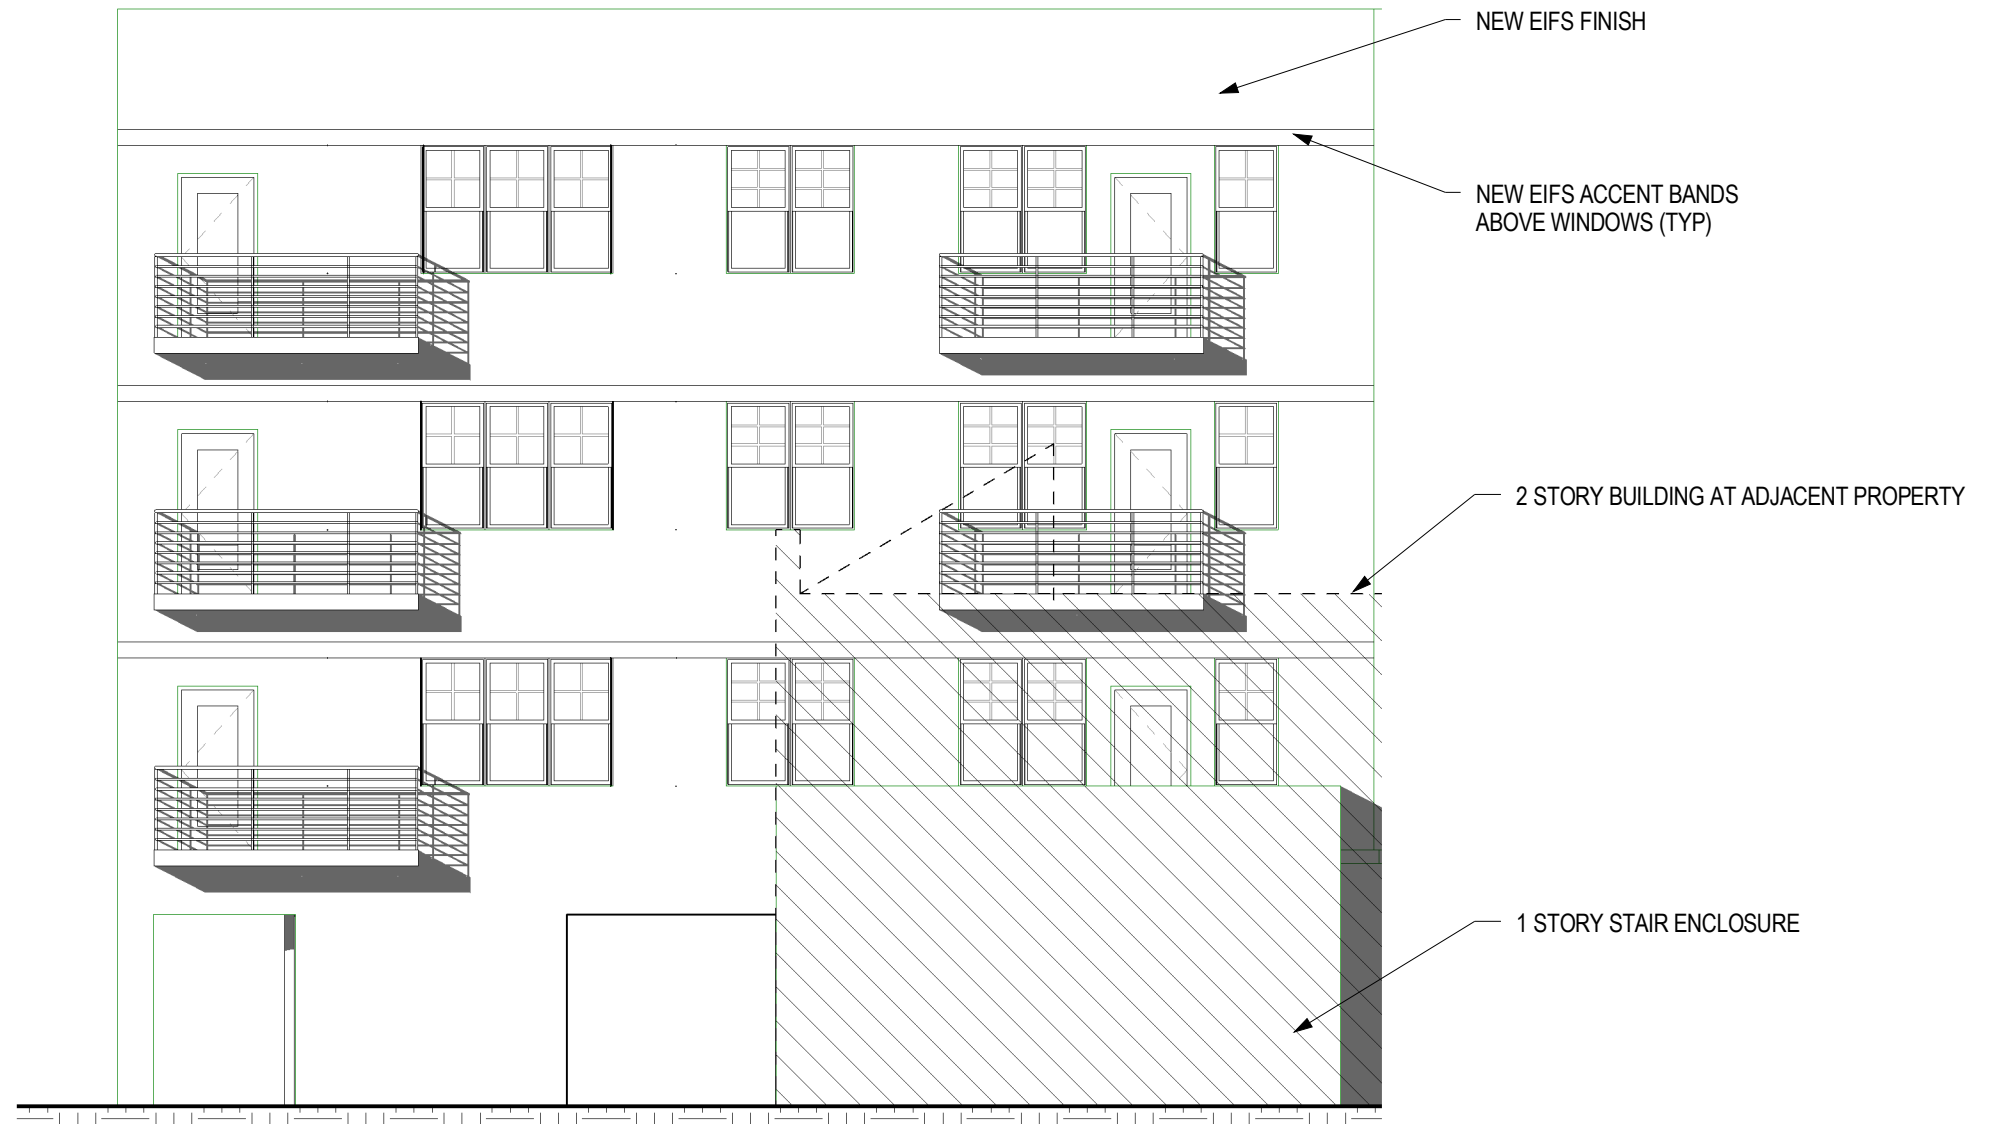 NEW EIFS FINISH
NEW EIFS ACCENT BANDS
ABOVE WINDOWS (TYP)
2 STORY BUILDING AT ADJACENT PROPERTY
1 STORY STAIR ENCLOSURE